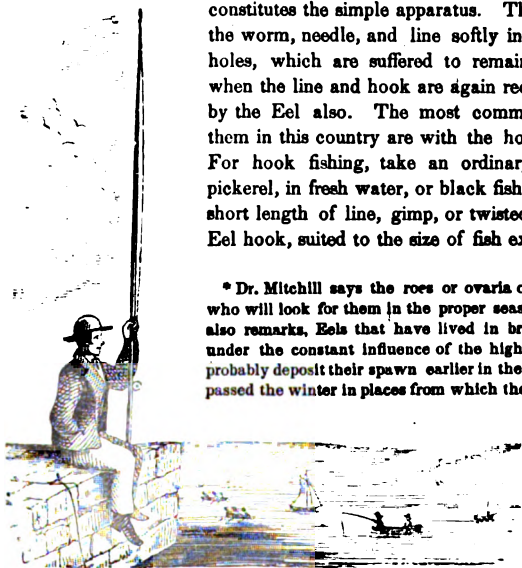 constitutes the simple apparatus. Th
the worm, needle, and line softly in
holes, which are suffered to remain
when the line and hook are again rec
by the Eel also. The most comm
them in this country are with the ho
For hook fishing, take an ordinar
pickerel, in fresh water, or black fish
short length of line, gimp, or twisted
Eel hook, suited to the size of fish ex
* Dr. Mitchill says the roes or ovaria o
who will look for them in the proper seas
also remarks, Eels that have lived in br
under the constant influence of the high
probably deposit their spawn earlier in the
passed the winter in places from which the